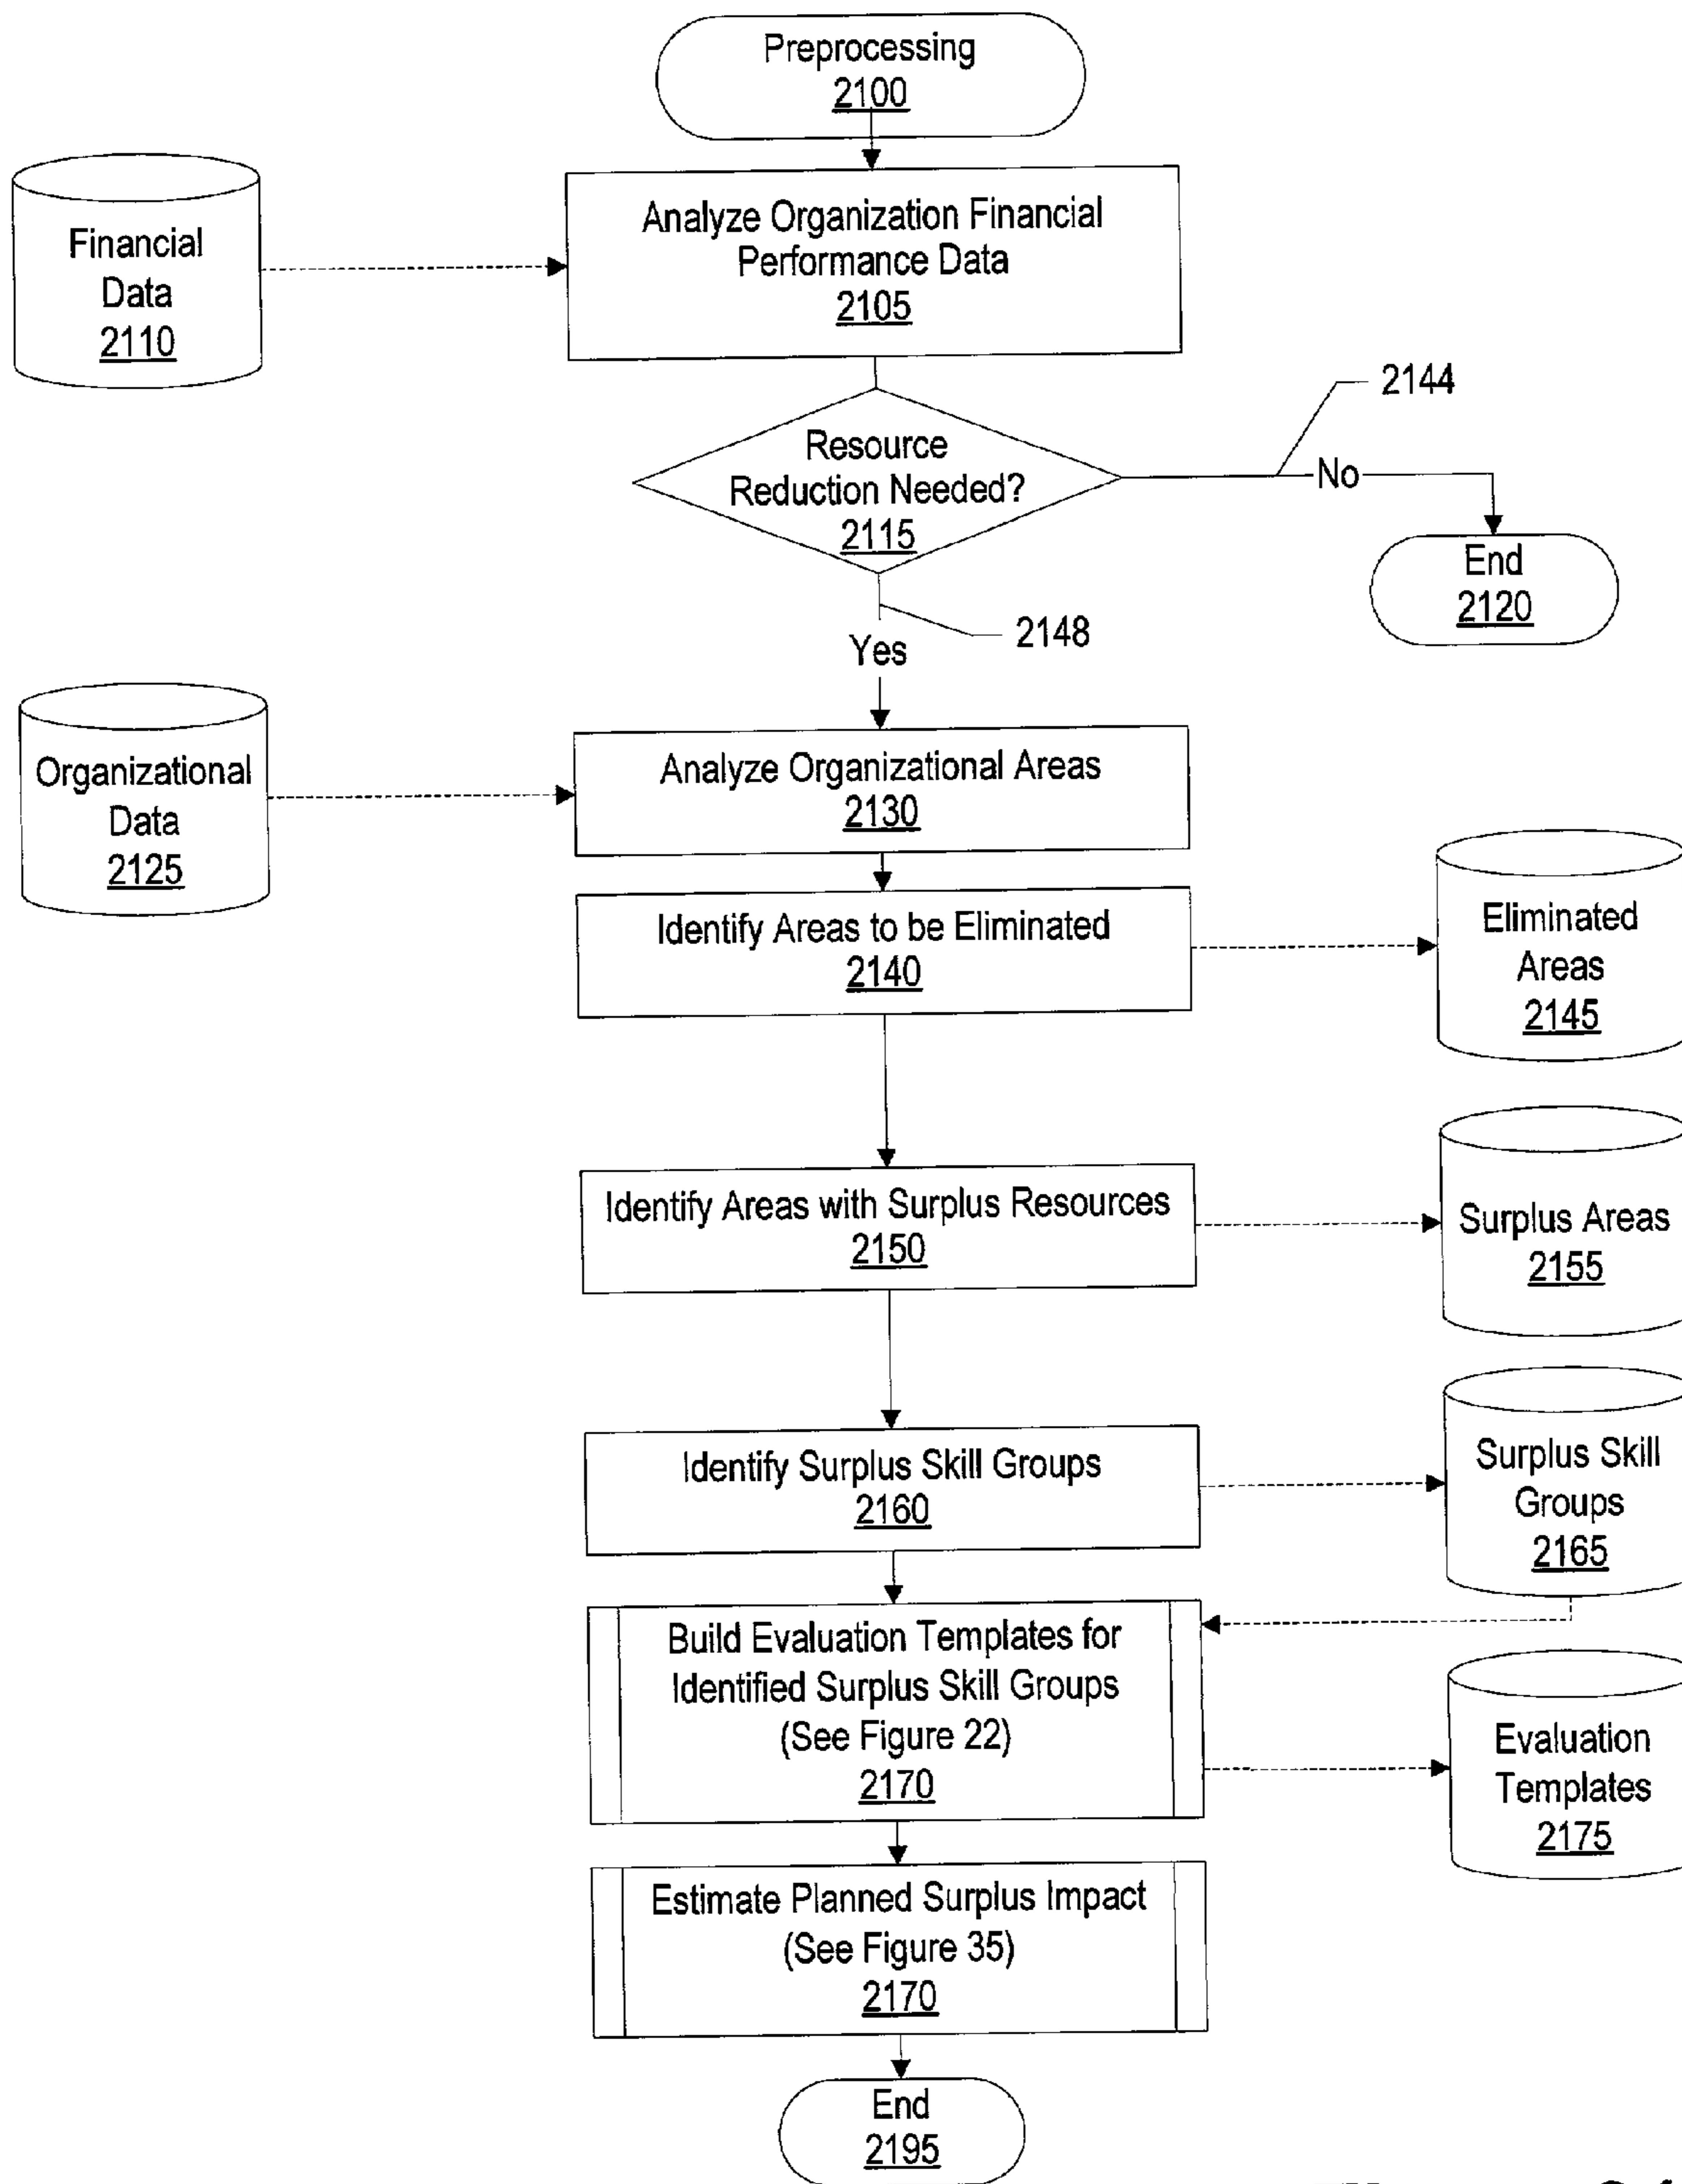 Preprocessing
2100
Financial
Data
2110
Analyze Organization Financial
Performance Data
2105
2144
Resource
Reduction Needed?
2115
No
End
2120
2148
Yes
Organizational
Data
2125
Analyze Organizational Areas
2130
Identify Areas to be Eliminated
2140
Eliminated
Areas
2145
Identify Areas with Surplus Resources
2150
Surplus Areas
2155
Identify Surplus Skill Groups
2160
Surplus Skill
Groups
2165
Build Evaluation Templates for
Identified Surplus Skill Groups
(See Figure 22)
2170
Evaluation
Templates
2175
Estimate Planned Surplus Impact
(See Figure 35)
2170
End
2195